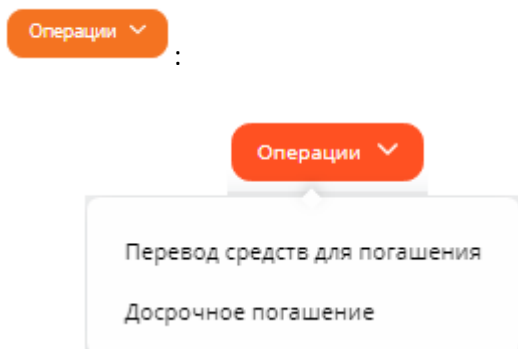 Операции
:
Операции
Перевод средств для погашения
Досрочное погашение